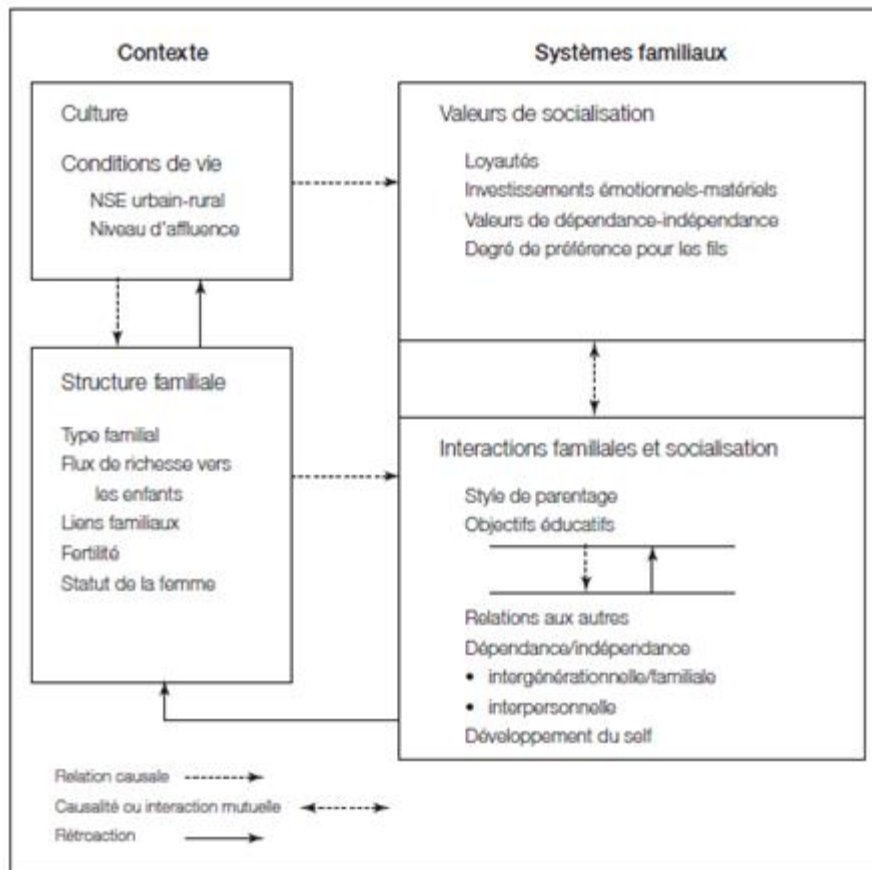 Contexte
Systèmes familiaux
Culture
Conditions de vie
NSE urbain-rural
Niveau d'affluence
Valeurs de socialisation
Loyautés
Investissements émotionnels-matériels
Valeurs de dépendance-indépendance
Degré de préférence pour les fils
Structure familiale
Type familial
Flux de richesse vers
les enfants
Liens familiaux
Fertilité
Statut de la femme
Interactions familiales et socialisation
Style de parentage
Objectifs éducatifs
Relations aux autres
Dépendance/indépendance
• intergénérationnelle/familiale
• interpersonnelle
Développement du self
Relation causale
Causalité ou interaction mutuelle
Rétroaction